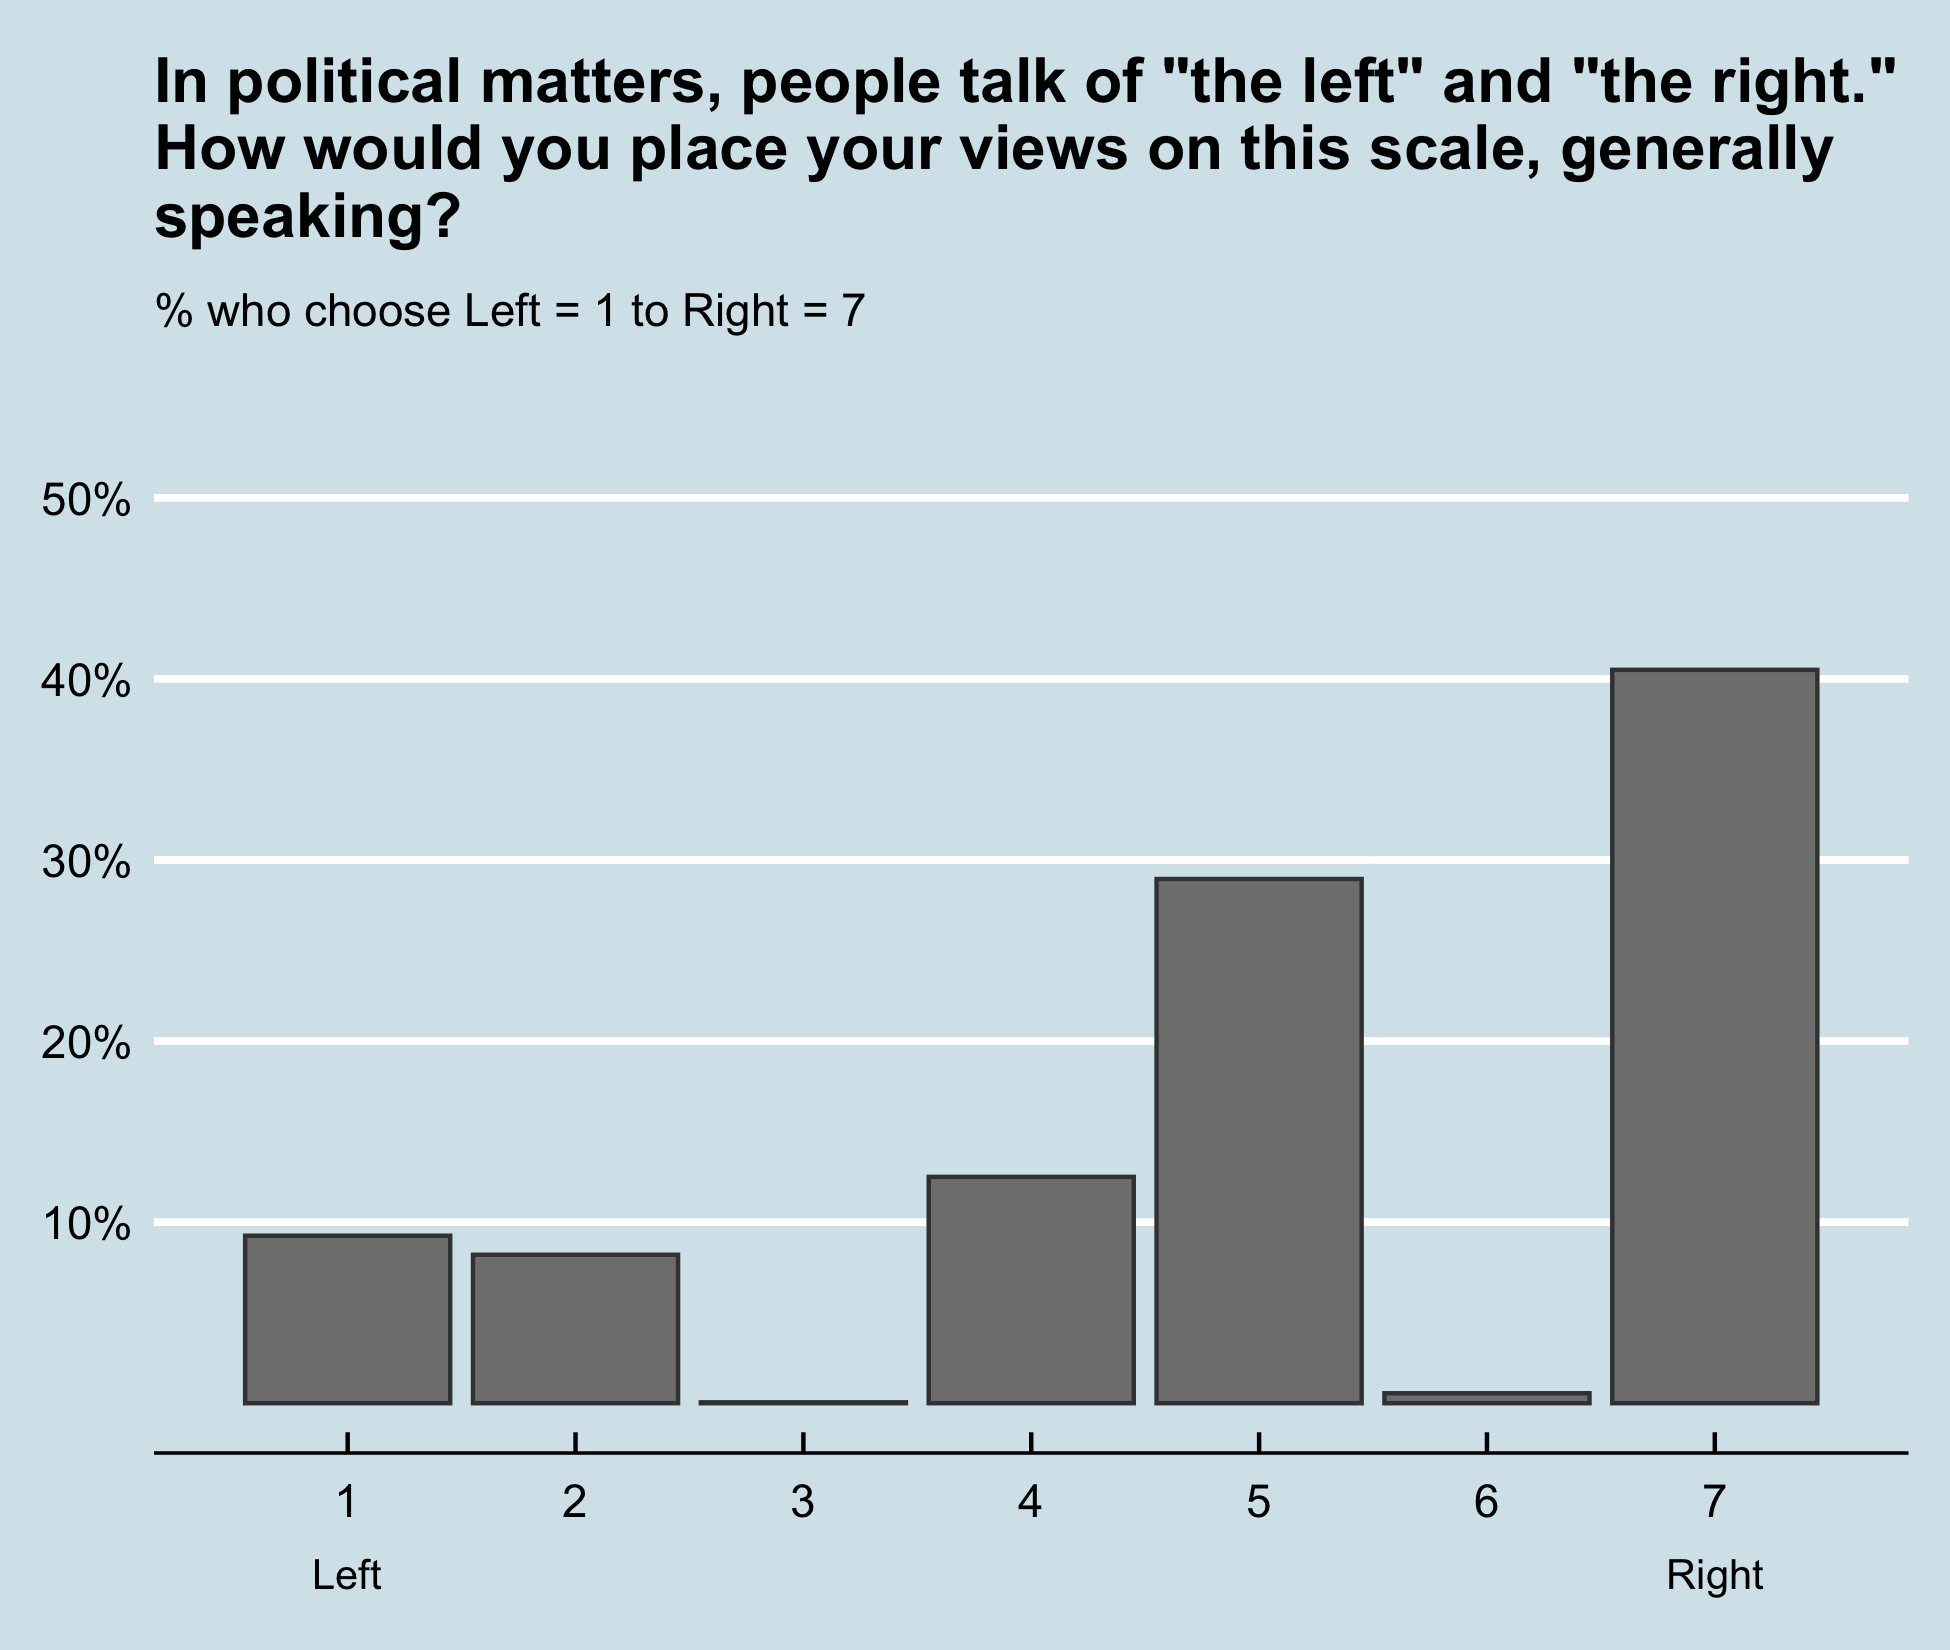 In political matters, people talk of "the left" and "the right."
How would you place your views on this scale, generally
speaking?
% who choose Left = 1 to Right = 7
50%
40%
30%
20%
10%
1 2 3 4 5 6 7
Left Right